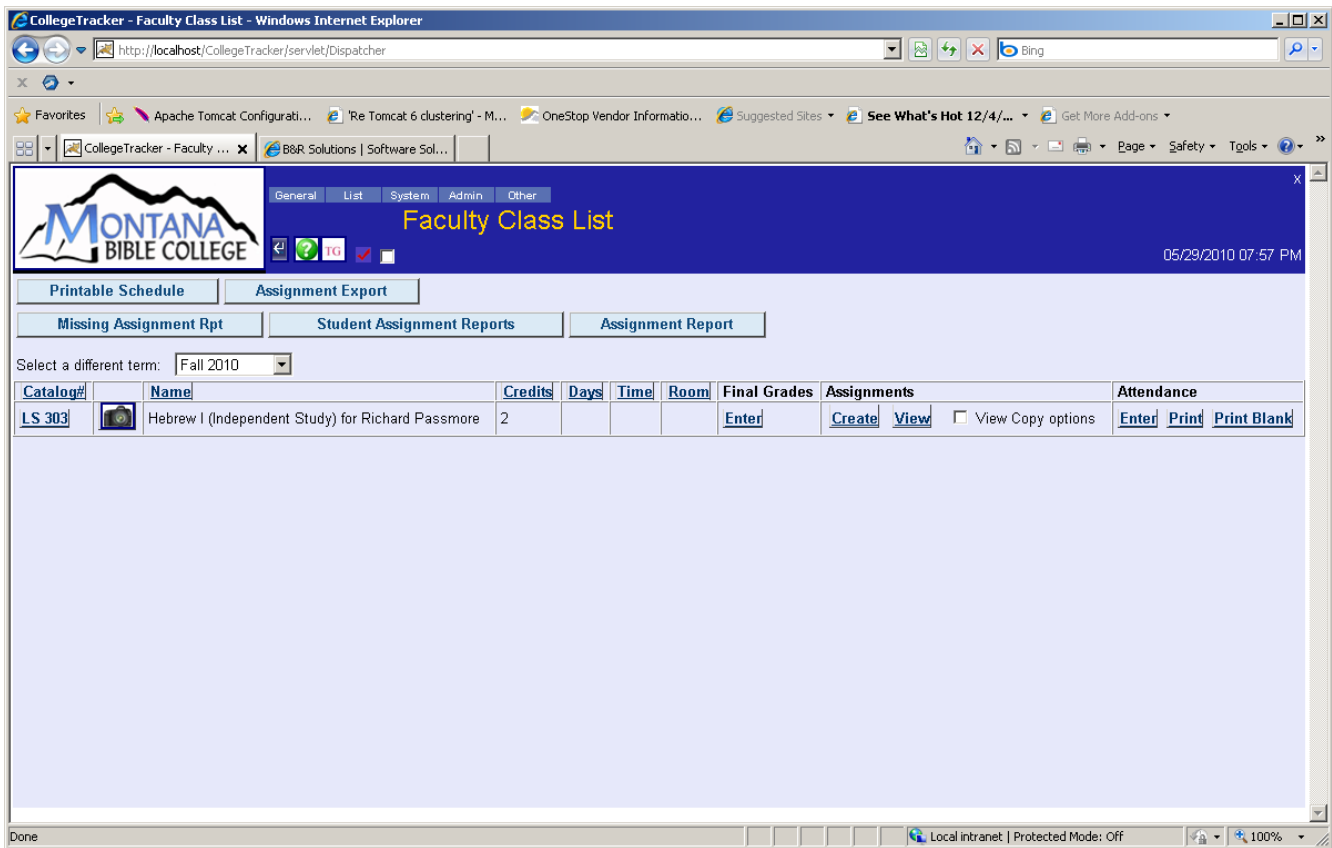 CollegeTracker - Faculty Class List - Windows Internet Explorer
http://localhost/CollegeTracker/servlet/Dispatcher Bing
Favorites Apache Tomcat Configurati... 'Re Tomcat 6 clustering' - M... OneStop Vendor Informatio... Suggested Sites See What's Hot 12/4/... Get More Add-ons
CollegeTracker - Faculty ... B&R Solutions | Software Sol... Page Safety Tools
X
General List System Admin Other
MONTANA BIBLE COLLEGE
Faculty Class List
TG
05/29/2010 07:57 PM
Printable Schedule Assignment Export
Missing Assignment Rpt Student Assignment Reports Assignment Report
Select a different term: Fall 2010
Catalog# Name Credits Days Time Room Final Grades Assignments Attendance
LS 303 Hebrew I (Independent Study) for Richard Passmore 2 Enter Create View View Copy options Enter Print Print Blank
Done Local intranet | Protected Mode: Off 100%